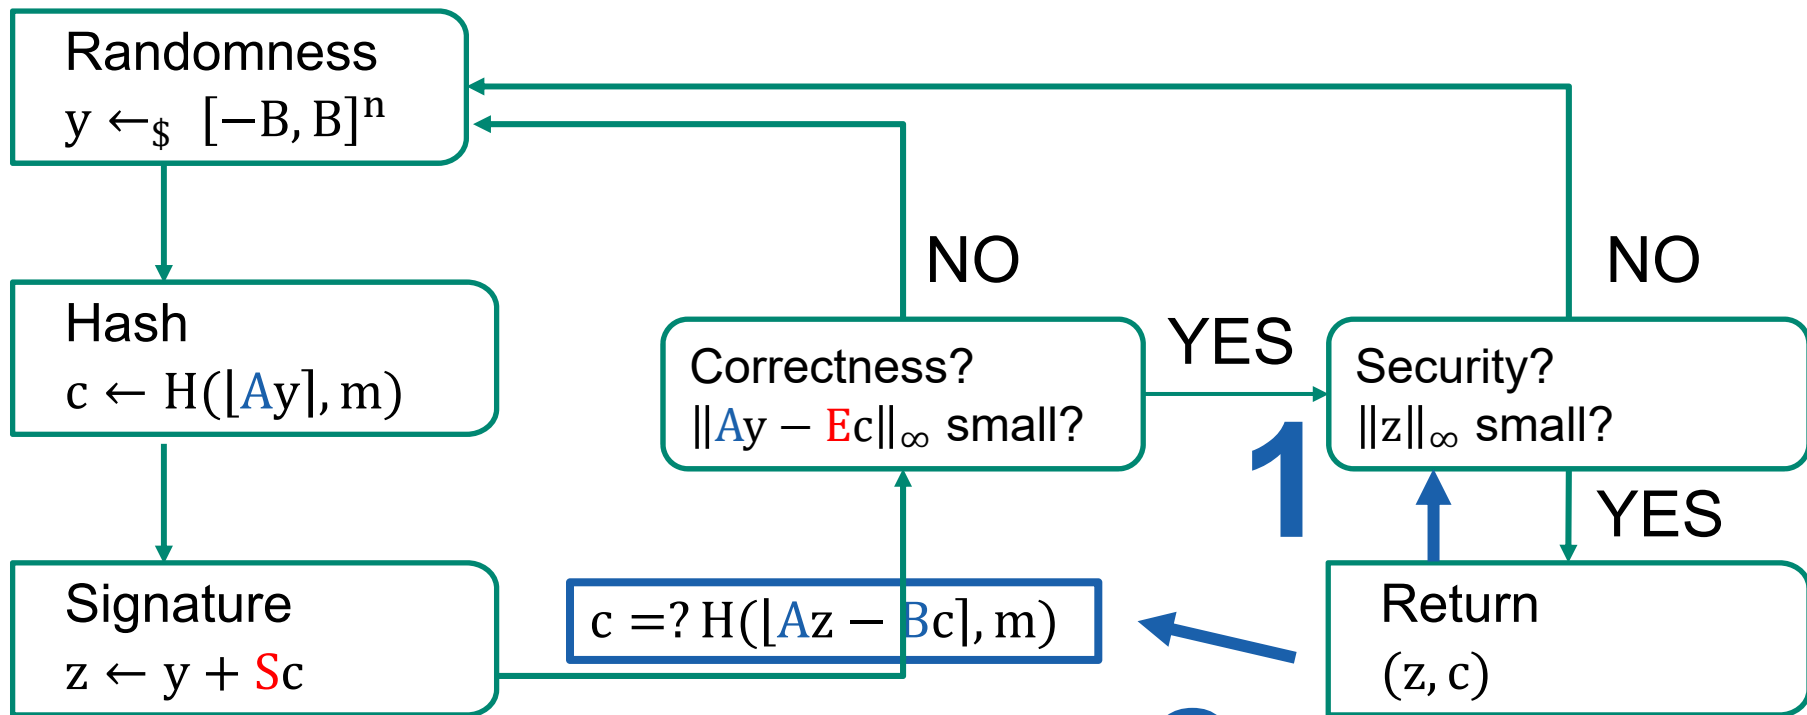 Randomness
y ←$ [−B, B]ⁿ
Hash
c ← H(⌊Ay⌉, m)
Signature
z ← y + Sc
NO
Correctness?
‖Ay − Ec‖∞ small?
YES
NO
Security?
‖z‖∞ small?
1
YES
c =? H(⌊Az − Bc⌉, m)
Return
(z, c)